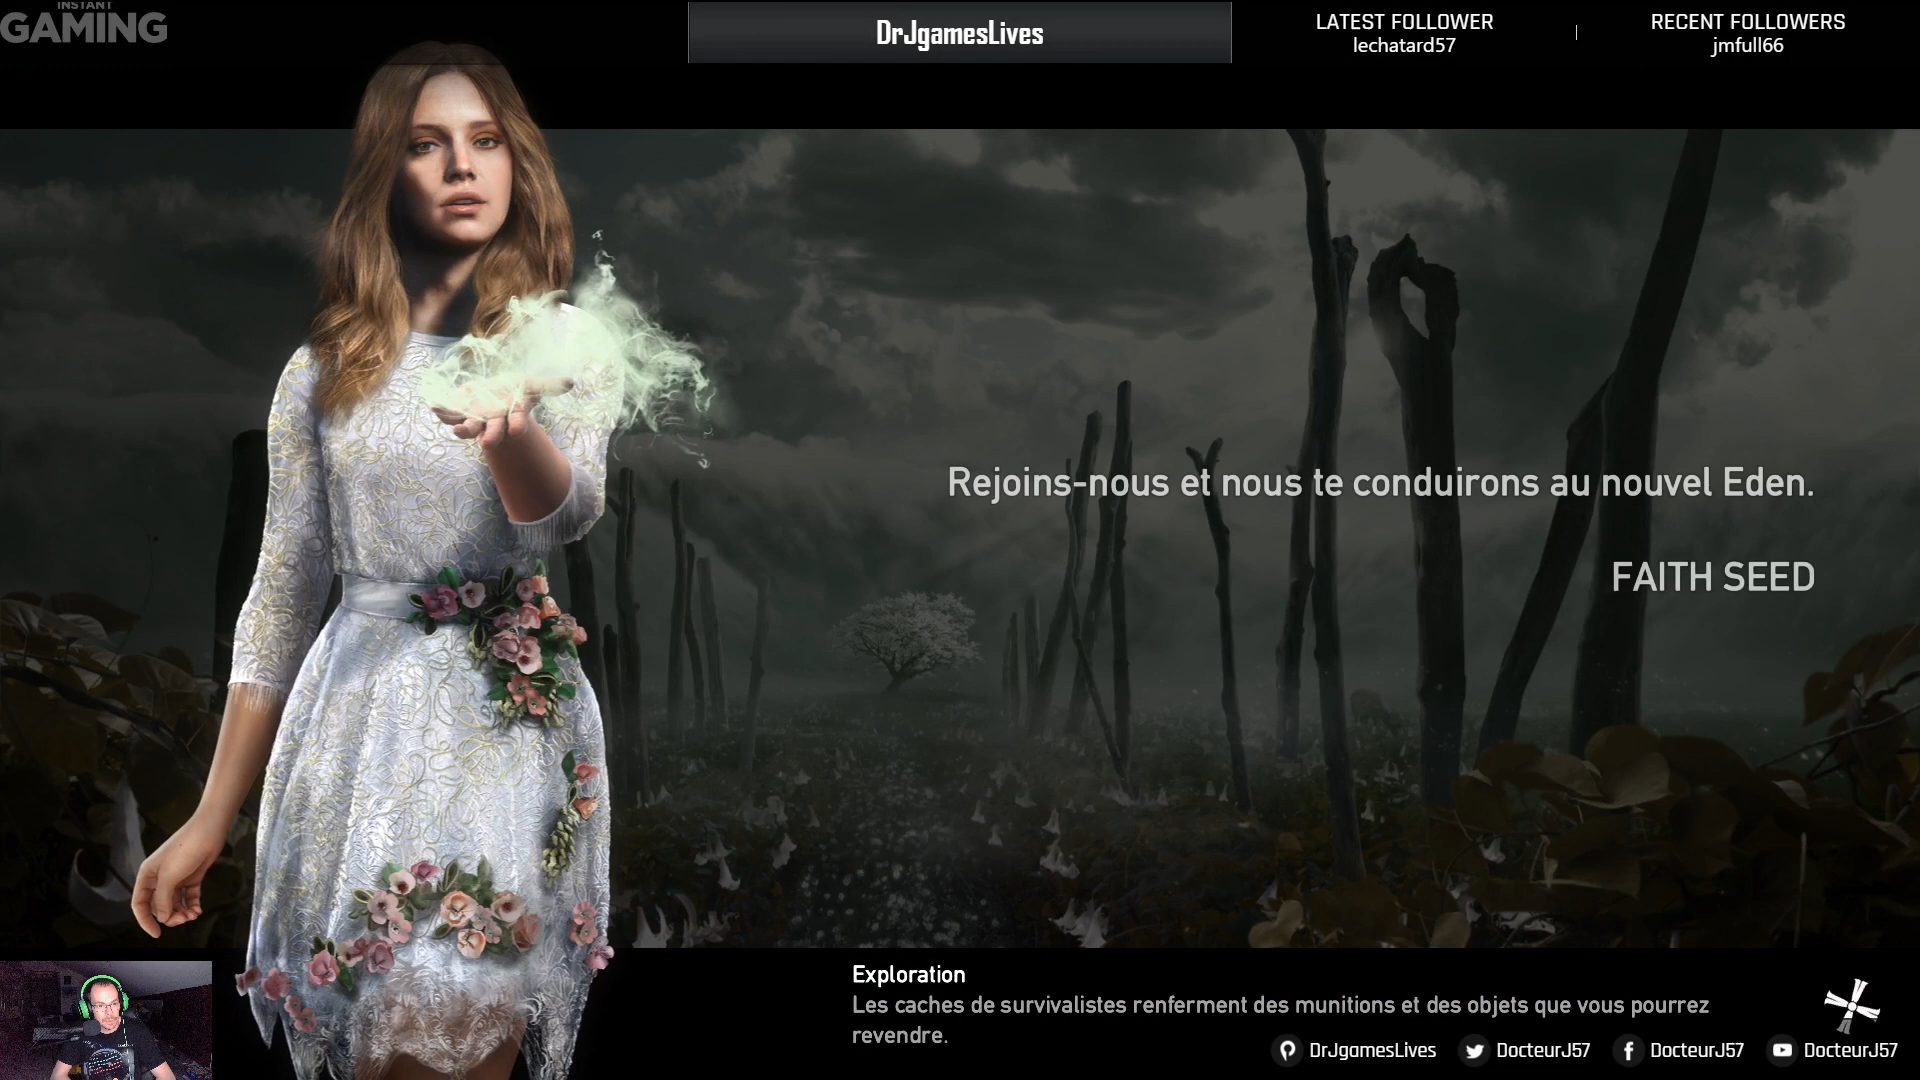 INSTANT
GAMING
DrJgamesLives
LATEST FOLLOWER
lechatard57
RECENT FOLLOWERS
jmfull66
Rejoins-nous et nous te conduirons au nouvel Eden.
FAITH SEED
Exploration
Les caches de survivalistes renferment des munitions et des objets que vous pourrez
revendre.
DrJgamesLives
DocteurJ57
DocteurJ57
DocteurJ57